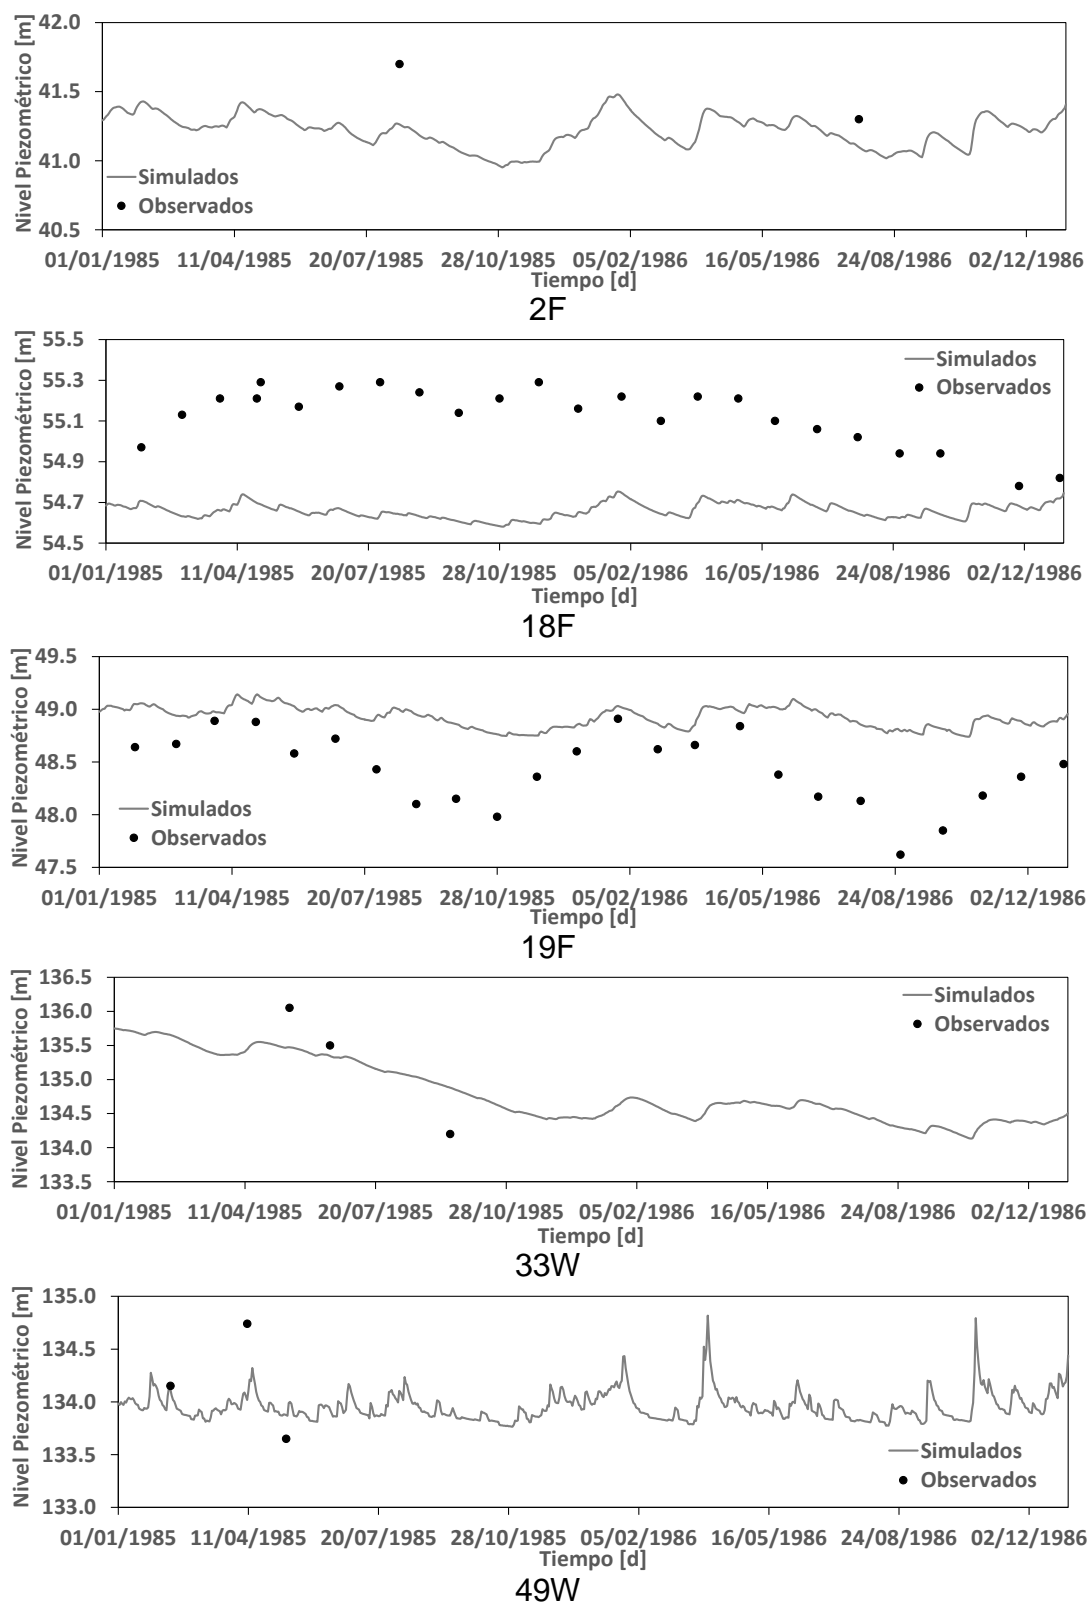 Nivel Piezométrico [m]
42.0
41.5
41.0
40.5
Simulados
Observados
01/01/1985 11/04/1985 20/07/1985 28/10/1985 05/02/1986 16/05/1986 24/08/1986 02/12/1986
Tiempo [d]
2F
Nivel Piezométrico [m]
55.5
55.3
55.1
54.9
54.7
54.5
Simulados
Observados
01/01/1985 11/04/1985 20/07/1985 28/10/1985 05/02/1986 16/05/1986 24/08/1986 02/12/1986
Tiempo [d]
18F
Nivel Piezométrico [m]
49.5
49.0
48.5
48.0
47.5
Simulados
Observados
01/01/1985 11/04/1985 20/07/1985 28/10/1985 05/02/1986 16/05/1986 24/08/1986 02/12/1986
Tiempo [d]
19F
Nivel Piezométrico [m]
136.5
136.0
135.5
135.0
134.5
134.0
133.5
Simulados
Observados
01/01/1985 11/04/1985 20/07/1985 28/10/1985 05/02/1986 16/05/1986 24/08/1986 02/12/1986
Tiempo [d]
33W
Nivel Piezométrico [m]
135.0
134.5
134.0
133.5
133.0
Simulados
Observados
01/01/1985 11/04/1985 20/07/1985 28/10/1985 05/02/1986 16/05/1986 24/08/1986 02/12/1986
Tiempo [d]
49W